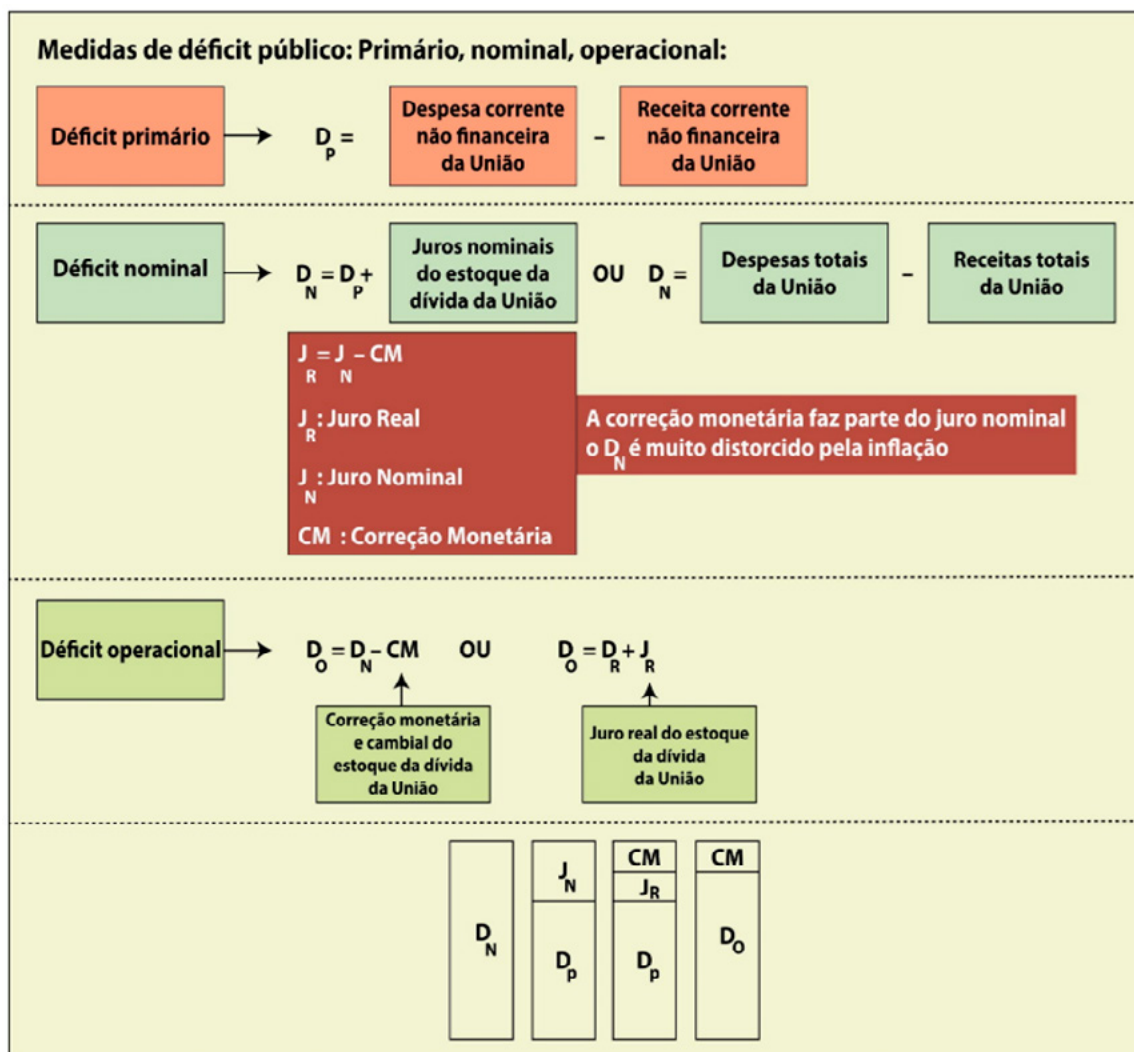 Medidas de déficit público: Primário, nominal, operacional:
Déficit primário
D
P
=
Despesa corrente
não financeira
da União
–
Receita corrente
não financeira
da União
Déficit nominal
D
N
= D
P
+
Juros nominais
do estoque da
dívida da União
OU D
N
=
Despesas totais
da União
–
Receitas totais
da União
J
R
= J
N
– CM
J
R
: Juro Real
J
N
: Juro Nominal
CM : Correção Monetária
A correção monetária faz parte do juro nominal
o D
N
é muito distorcido pela inflação
Déficit operacional
D
O
= D
N
– CM OU D
O
= D
R
+ J
R
Correção monetária
e cambial do
estoque da dívida
da União
Juro real do estoque
da dívida
da União
D
N
J
N
D
p
CM
J
R
D
p
CM
D
O